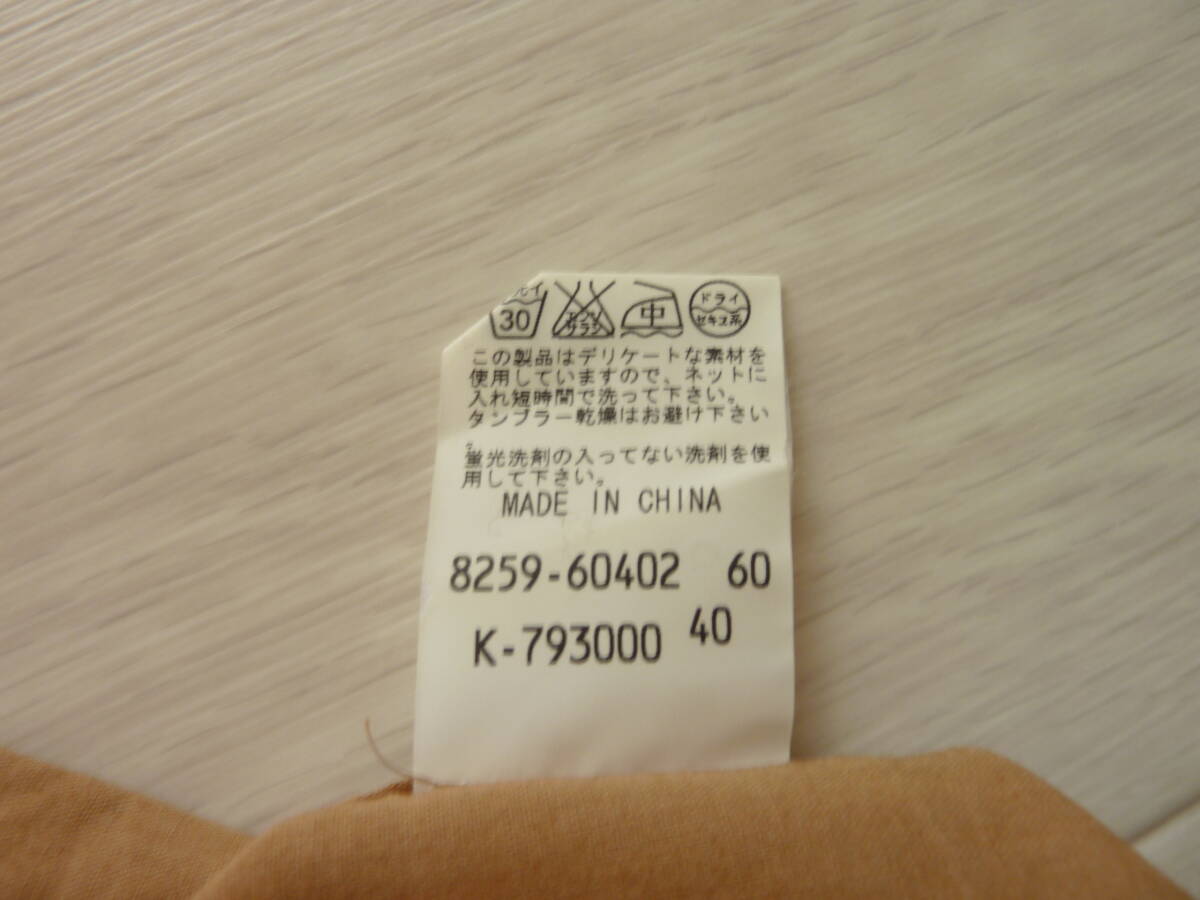 30 中 ドライ
セキユ系
この製品はデリケートな素材を
使用していますので、ネットに
入れ短時間で洗って下さい。
タンブラー乾燥はお避け下さい
。
蛍光洗剤の入ってない洗剤を使
用して下さい。
MADE IN CHINA
8259-60402 60
K-793000 40